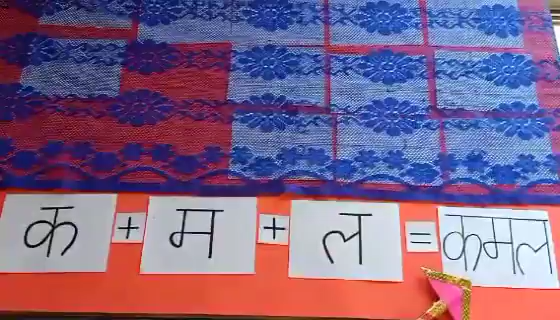 क + म + ल = कमल